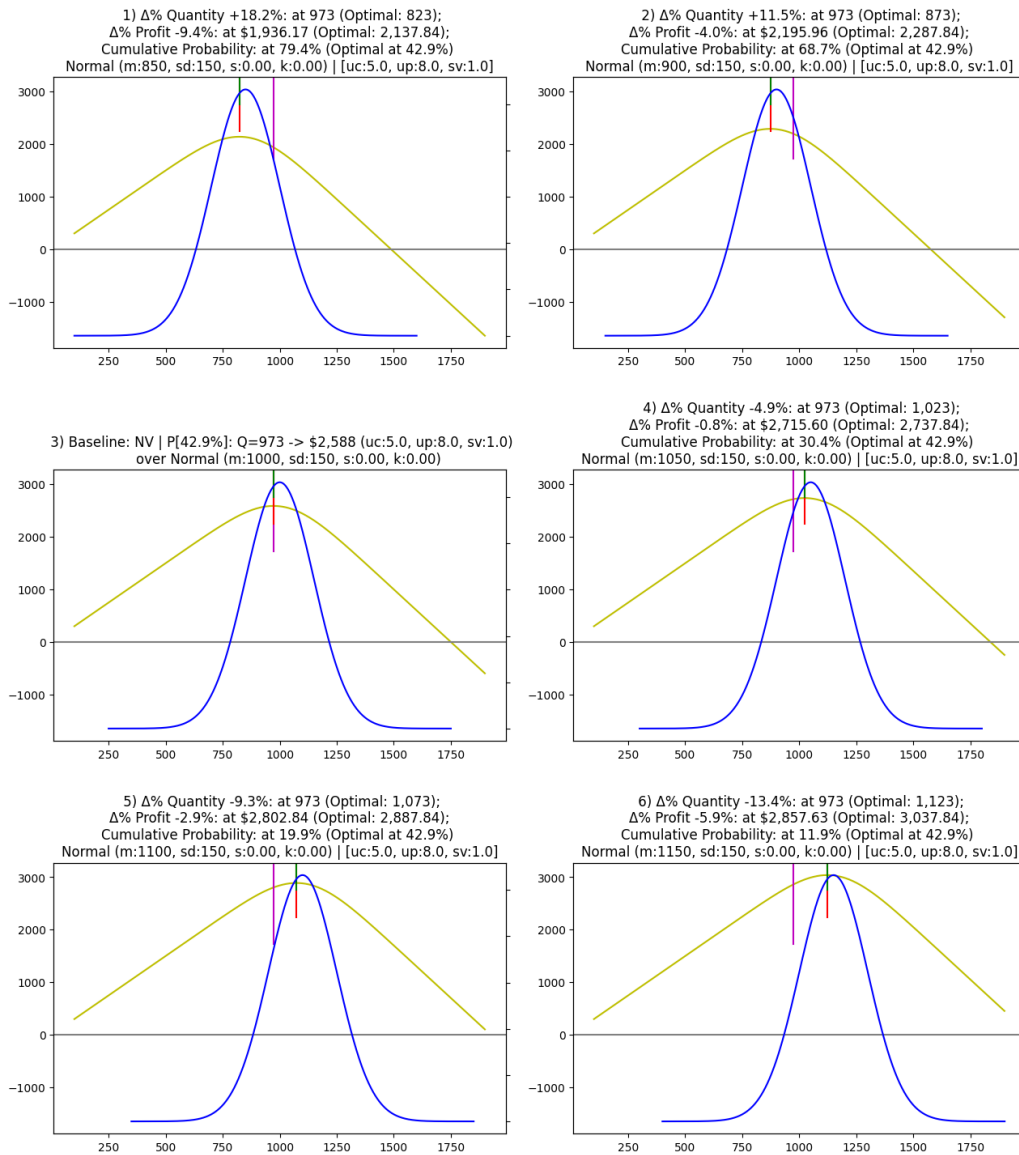 1) Δ% Quantity +18.2%: at 973 (Optimal: 823);
Δ% Profit -9.4%: at $1,936.17 (Optimal: 2,137.84);
Cumulative Probability: at 79.4% (Optimal at 42.9%)
Normal (m:850, sd:150, s:0.00, k:0.00) | [uc:5.0, up:8.0, sv:1.0]
3000
2000
1000
0
−1000
250 500 750 1000 1250 1500 1750
2) Δ% Quantity +11.5%: at 973 (Optimal: 873);
Δ% Profit -4.0%: at $2,195.96 (Optimal: 2,287.84);
Cumulative Probability: at 68.7% (Optimal at 42.9%)
Normal (m:900, sd:150, s:0.00, k:0.00) | [uc:5.0, up:8.0, sv:1.0]
3000
2000
1000
0
−1000
250 500 750 1000 1250 1500 1750
3) Baseline: NV | P[42.9%]: Q=973 -> $2,588 (uc:5.0, up:8.0, sv:1.0)
over Normal (m:1000, sd:150, s:0.00, k:0.00)
3000
2000
1000
0
−1000
250 500 750 1000 1250 1500 1750
4) Δ% Quantity -4.9%: at 973 (Optimal: 1,023);
Δ% Profit -0.8%: at $2,715.60 (Optimal: 2,737.84);
Cumulative Probability: at 30.4% (Optimal at 42.9%)
Normal (m:1050, sd:150, s:0.00, k:0.00) | [uc:5.0, up:8.0, sv:1.0]
3000
2000
1000
0
−1000
250 500 750 1000 1250 1500 1750
5) Δ% Quantity -9.3%: at 973 (Optimal: 1,073);
Δ% Profit -2.9%: at $2,802.84 (Optimal: 2,887.84);
Cumulative Probability: at 19.9% (Optimal at 42.9%)
Normal (m:1100, sd:150, s:0.00, k:0.00) | [uc:5.0, up:8.0, sv:1.0]
3000
2000
1000
0
−1000
250 500 750 1000 1250 1500 1750
6) Δ% Quantity -13.4%: at 973 (Optimal: 1,123);
Δ% Profit -5.9%: at $2,857.63 (Optimal: 3,037.84);
Cumulative Probability: at 11.9% (Optimal at 42.9%)
Normal (m:1150, sd:150, s:0.00, k:0.00) | [uc:5.0, up:8.0, sv:1.0]
3000
2000
1000
0
−1000
250 500 750 1000 1250 1500 1750